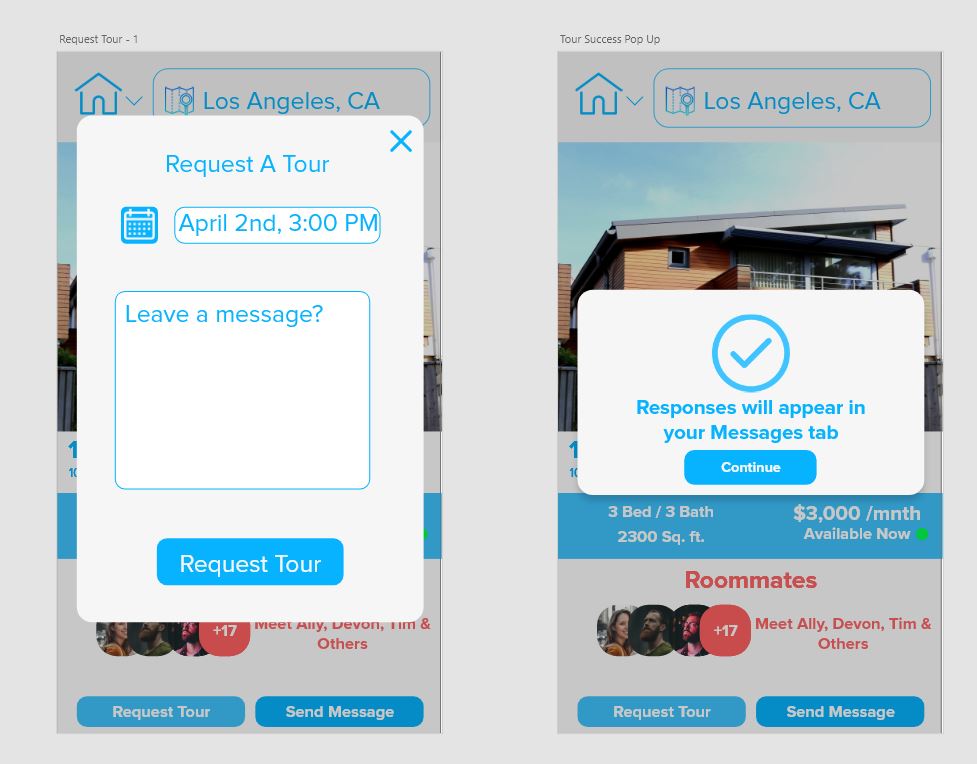 Request Tour - 1
Los Angeles, CA
Request A Tour
April 2nd, 3:00 PM
Leave a message?
Request Tour
+17
Meet Ally, Devon, Tim &
Others
Request Tour
Send Message
Tour Success Pop Up
Los Angeles, CA
Responses will appear in
your Messages tab
Continue
3 Bed / 3 Bath
$3,000 /mnth
2300 Sq. ft.
Available Now
Roommates
+17
Meet Ally, Devon, Tim &
Others
Request Tour
Send Message